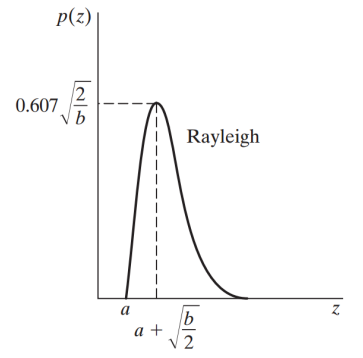 p(z)
0.607√(2/b)
Rayleigh
a
z
a + √(b/2)